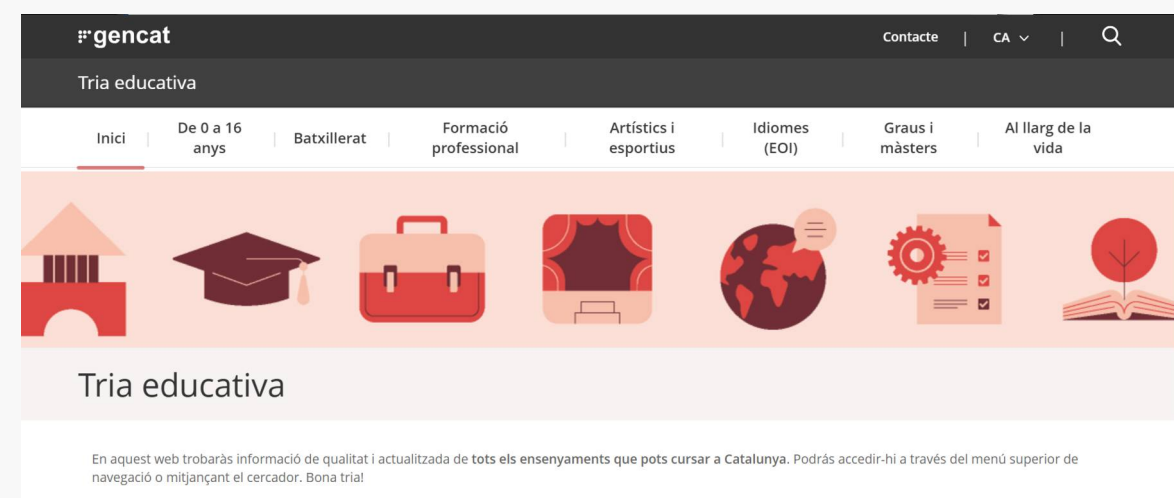 gencat
Contacte | CA |
Tria educativa
Inici
De 0 a 16
anys
Batxillerat
Formació
professional
Artístics i
esportius
Idiomes
(EOI)
Graus i
màsters
Al llarg de la
vida
Tria educativa
En aquest web trobaràs informació de qualitat i actualitzada de tots els ensenyaments que pots cursar a Catalunya. Podrás accedir-hi a través del menú superior de
navegació o mitjançant el cercador. Bona tria!